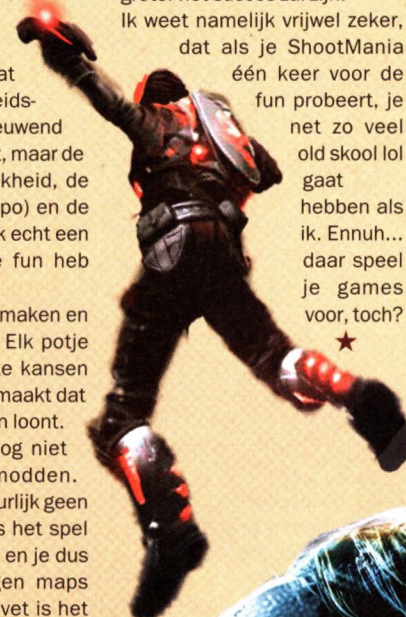 Ik weet namelijk vrijwel zeker,
dat als je ShootMania
één keer voor de
fun probeert, je
net zo veel
old skool lol
gaat
hebben als
ik. Ennuh...
daar speel
je games
voor, toch?
at
eids-
euwend
, maar de
kheid, de
po) en de
k echt een
fun heb
maken en
Elk potje
kansen
maakt dat
n loont.
og niet
modden.
urlijk geen
s het spel
en je dus
gen maps
vet is het